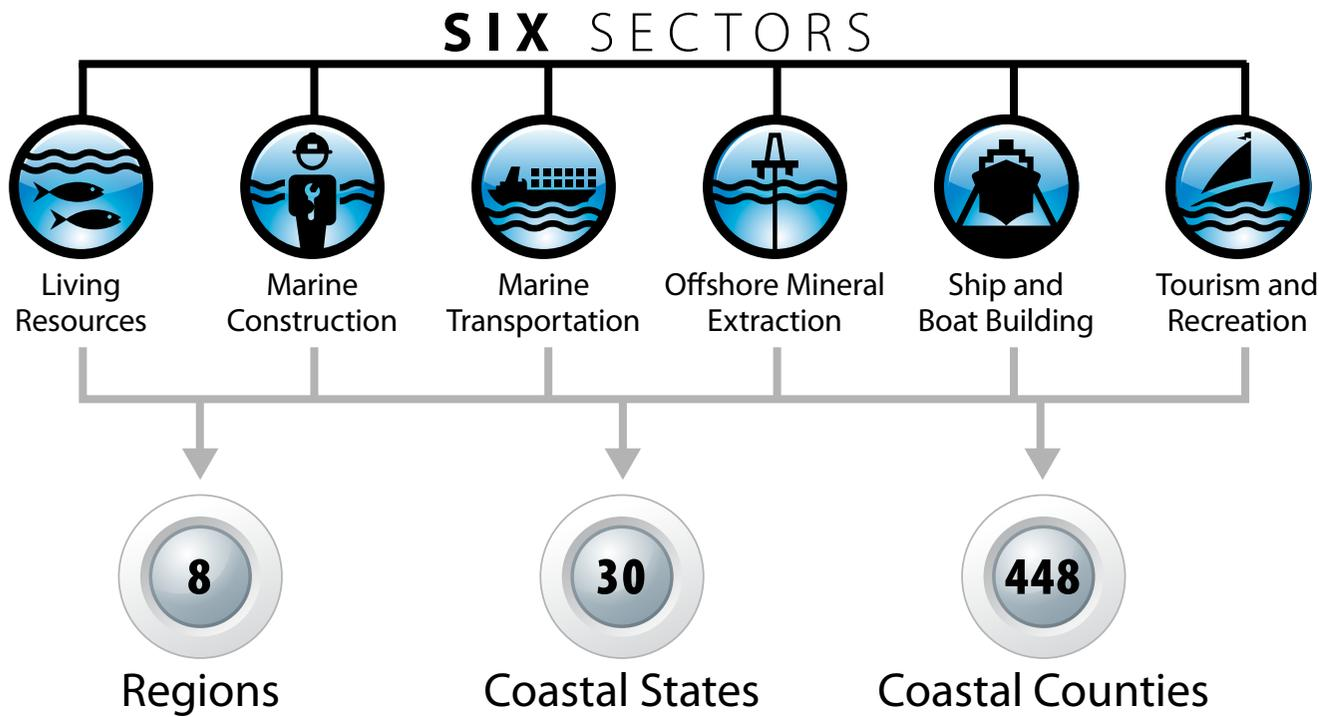 SIX SECTORS
Living
Resources
Marine
Construction
Marine
Transportation
Offshore Mineral
Extraction
Ship and
Boat Building
Tourism and
Recreation
8
Regions
30
Coastal States
448
Coastal Counties